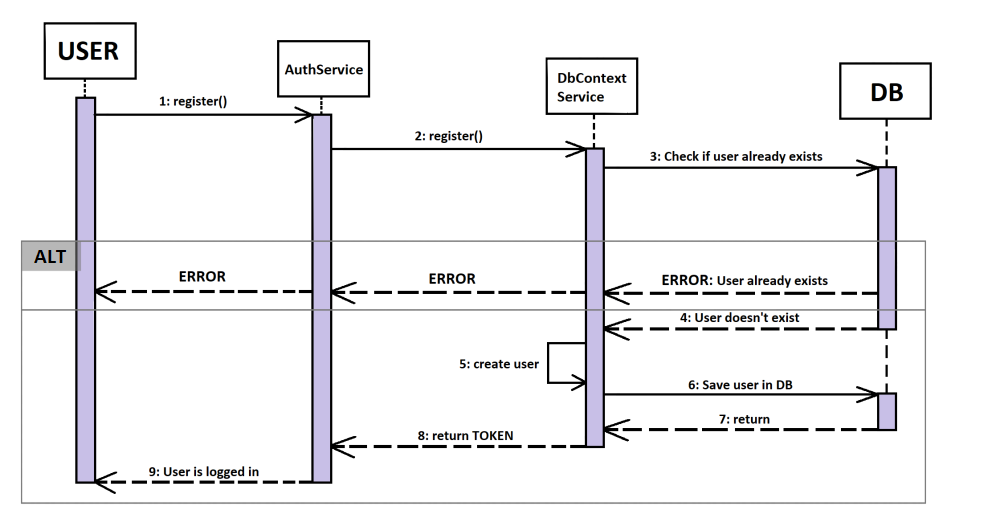 USER
AuthService
DbContext
Service
DB
1: register()
2: register()
3: Check if user already exists
ALT
ERROR
ERROR
ERROR: User already exists
4: User doesn't exist
5: create user
6: Save user in DB
7: return
8: return TOKEN
9: User is logged in